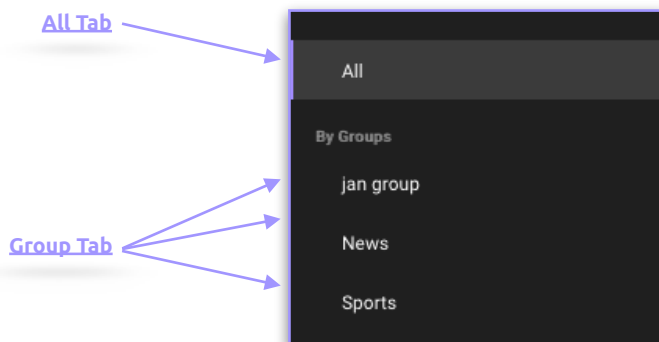 All Tab
All
By Groups
jan group
News
Group Tab
Sports